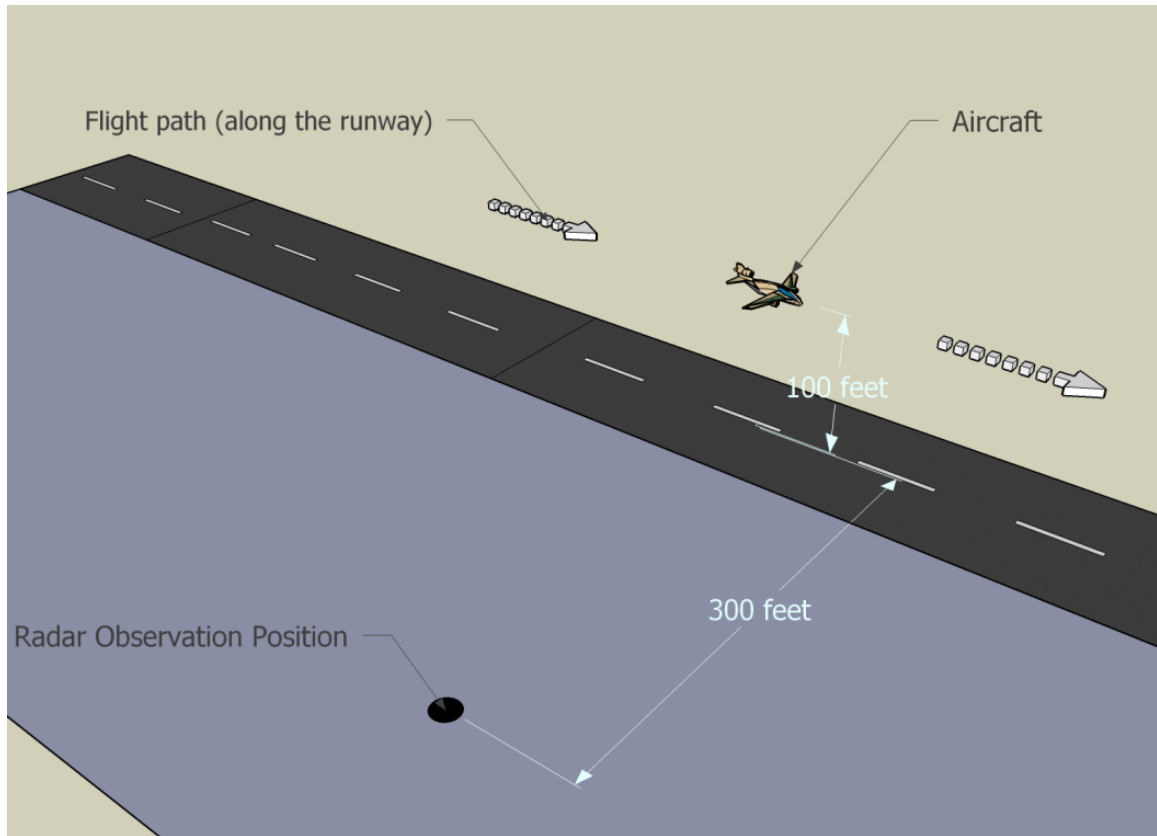 Flight path (along the runway)
Aircraft
100 feet
300 feet
Radar Observation Position